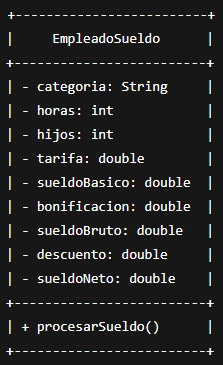 +--------------------------+
|     EmpleadoSueldo       |
+--------------------------+
| - categoria: String      |
| - horas: int             |
| - hijos: int             |
| - tarifa: double         |
| - sueldoBasico: double   |
| - bonificacion: double   |
| - sueldoBruto: double    |
| - descuento: double      |
| - sueldoNeto: double     |
+--------------------------+
| + procesarSueldo()       |
+--------------------------+